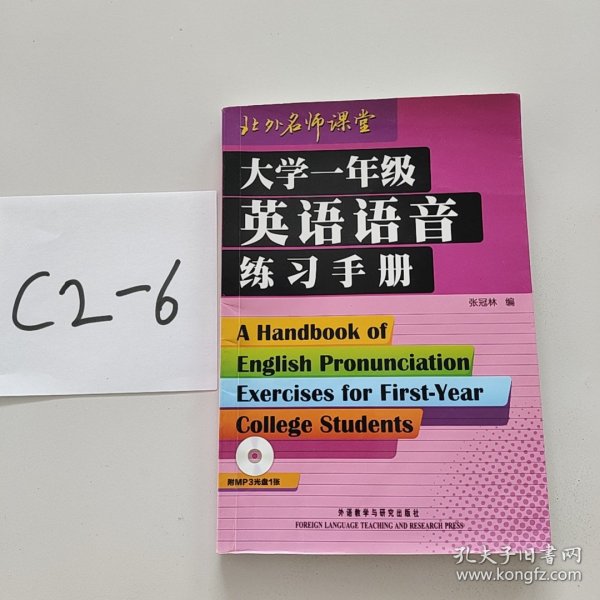 C2-6
北外名师课堂
大学一年级
英语语音
练习手册
张冠林 编
A Handbook of
English Pronunciation
Exercises for First-Year
College Students
附MP3光盘1张
外语教学与研究出版社
FOREIGN LANGUAGE TEACHING AND RESEARCH PRESS
孔夫子旧书网
www.kongfz.com